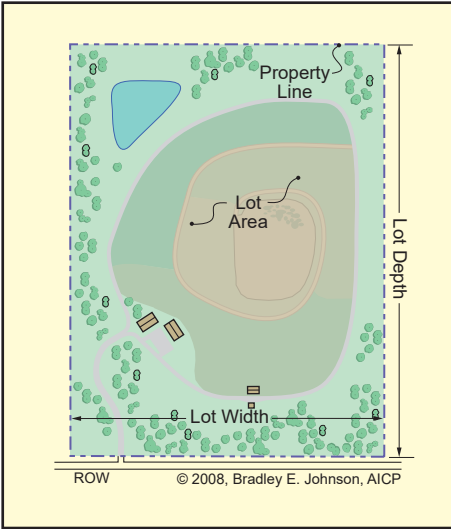 Property
Line
Lot
Area
Lot Depth
Lot Width
ROW
© 2008, Bradley E. Johnson, AICP